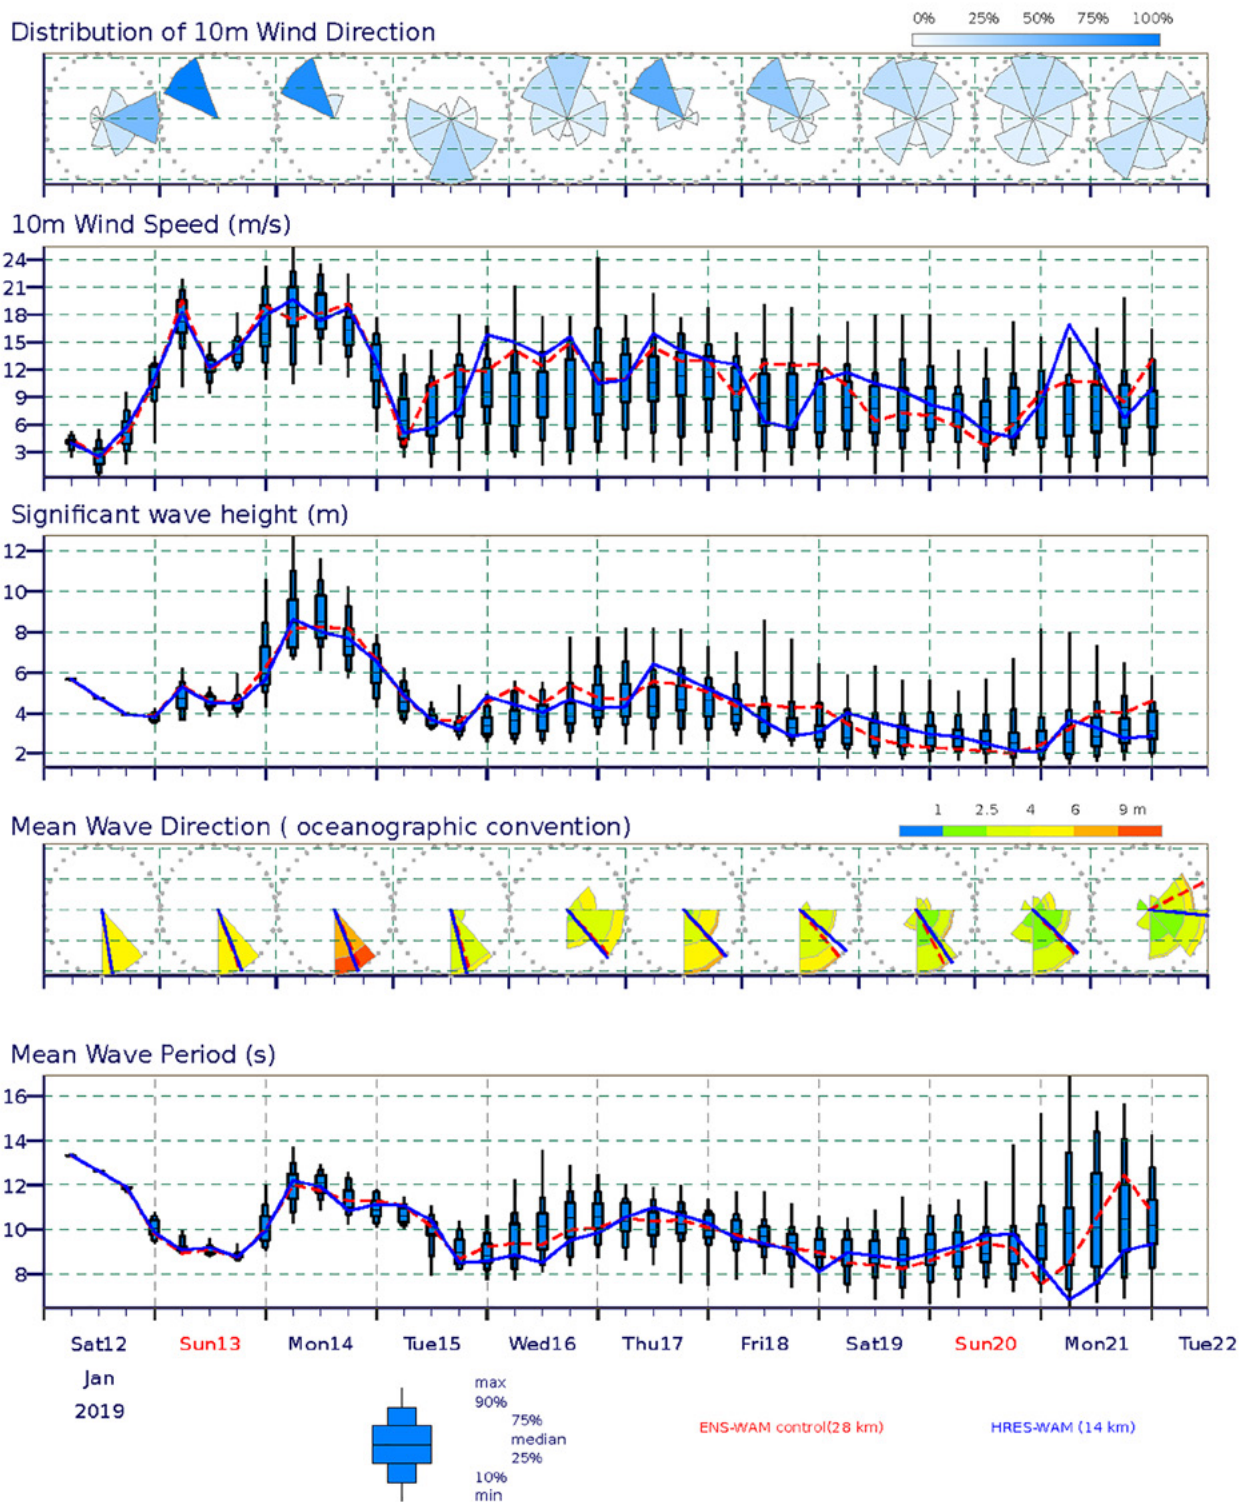 Distribution of 10m Wind Direction
0% 25% 50% 75% 100%
10m Wind Speed (m/s)
24
21
18
15
12
9
6
3
Significant wave height (m)
12
10
8
6
4
2
Mean Wave Direction ( oceanographic convention)
1 2.5 4 6 9 m
Mean Wave Period (s)
16
14
12
10
8
Sat12 Sun13 Mon14 Tue15 Wed16 Thu17 Fri18 Sat19 Sun20 Mon21 Tue22
Jan
2019
max
90%
75%
median
25%
10%
min
ENS-WAM control(28 km)
HRES-WAM (14 km)